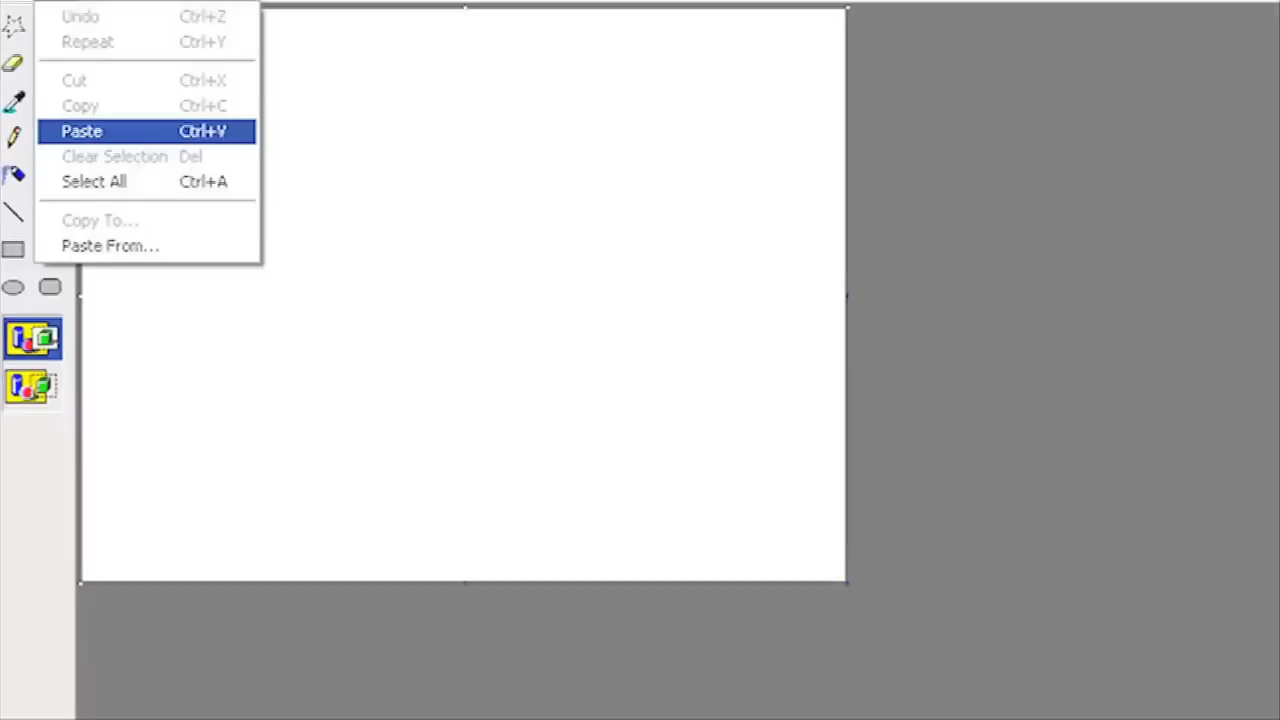 Undo Ctrl+Z
Repeat Ctrl+Y
Cut Ctrl+X
Copy Ctrl+C
Paste Ctrl+V
Clear Selection Del
Select All Ctrl+A
Copy To...
Paste From...